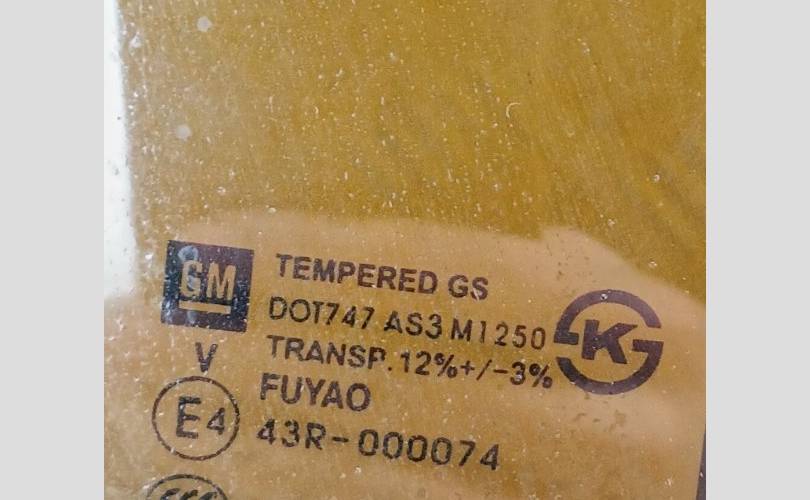 GM
TEMPERED GS
DOT747 AS3 M1250
TRANSP.12%+/-3%
K
V
FUYAO
E4
43R-000074